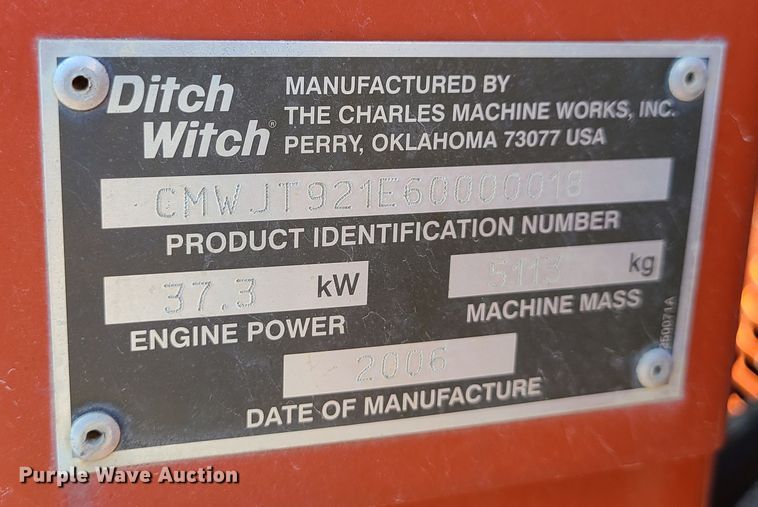 Ditch Witch®
MANUFACTURED BY
THE CHARLES MACHINE WORKS, INC.
PERRY, OKLAHOMA 73077 USA
CMWJT921E60000018
PRODUCT IDENTIFICATION NUMBER
37.3 kW
ENGINE POWER
5113 kg
MACHINE MASS
2006
DATE OF MANUFACTURE
Purple Wave Auction